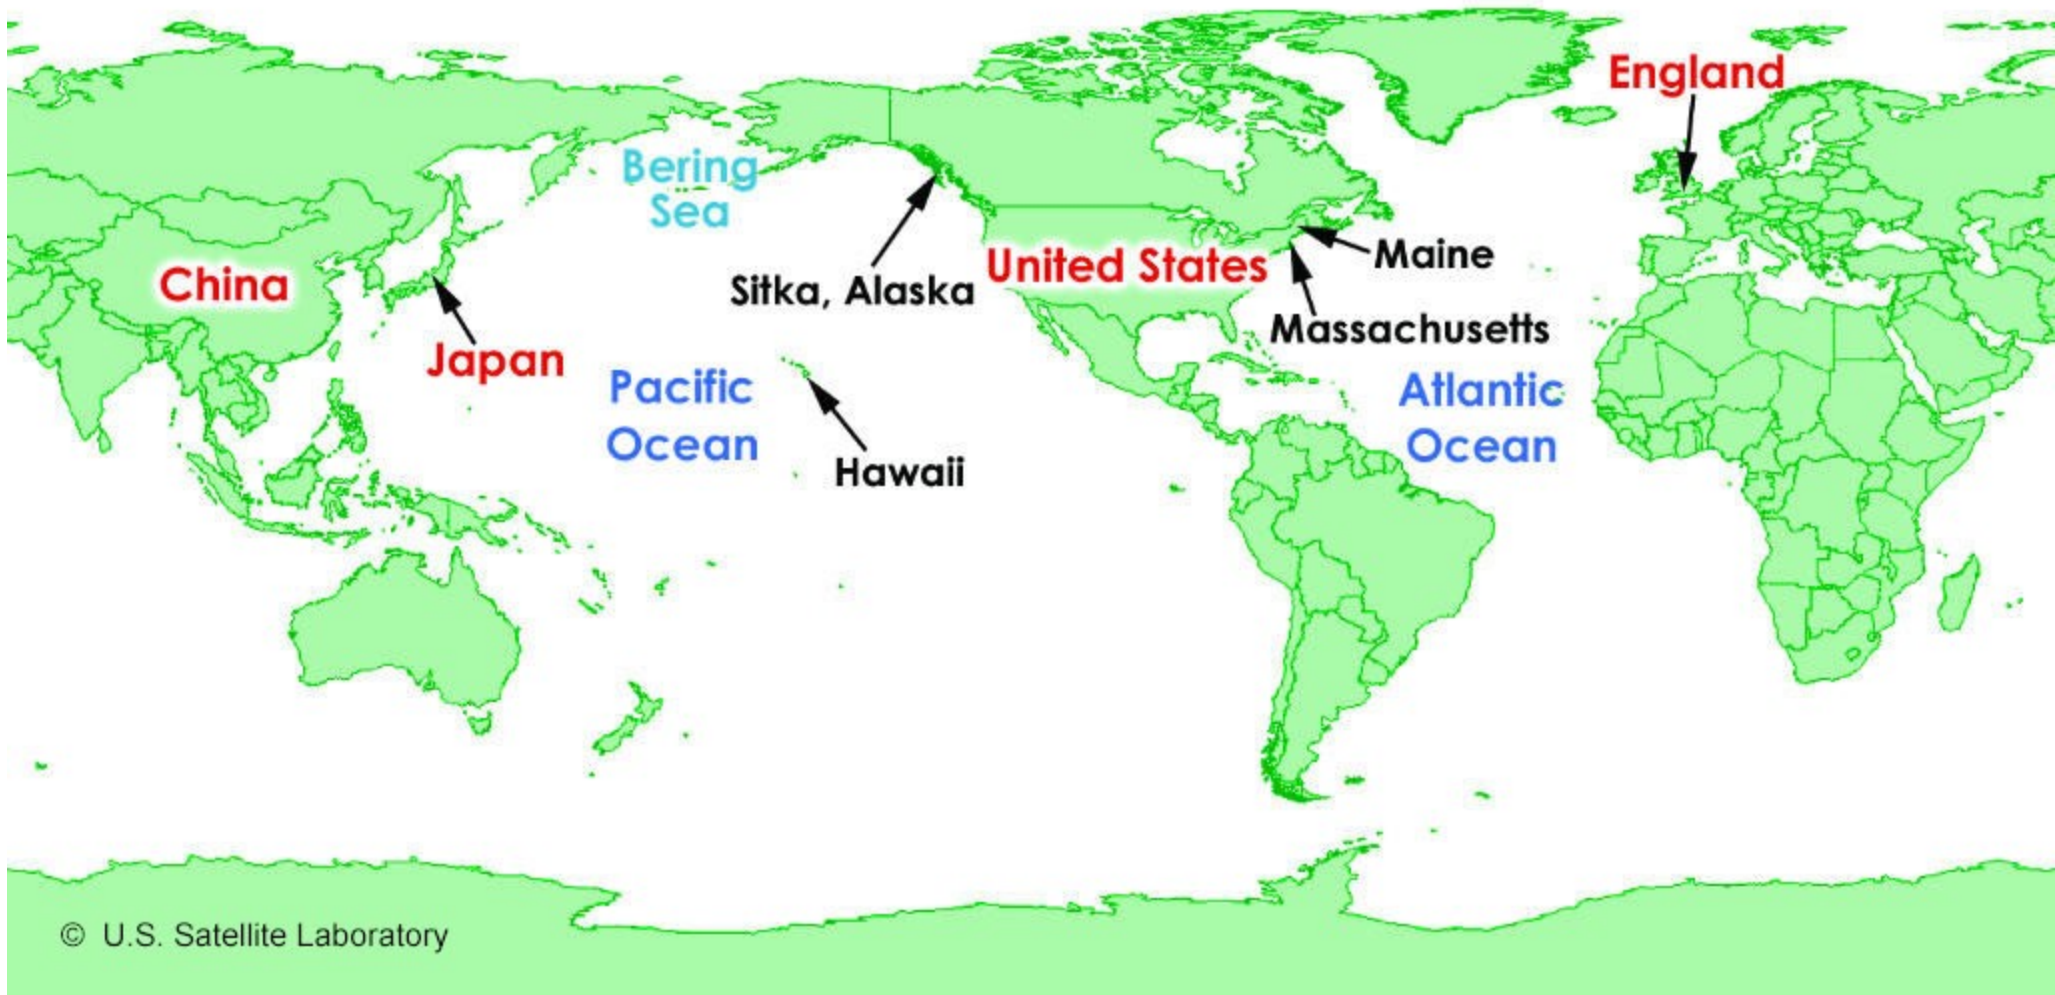 England
Bering
Sea
Maine
United States
China
Sitka, Alaska
Massachusetts
Japan
Pacific
Ocean
Atlantic
Ocean
Hawaii
© U.S. Satellite Laboratory